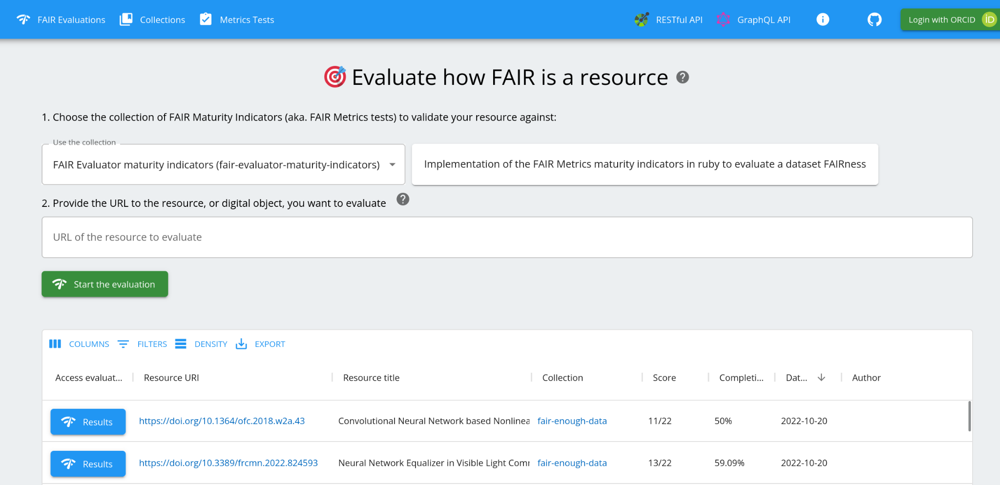 FAIR Evaluations Collections Metrics Tests RESTful API GraphQL API Login with ORCID iD
Evaluate how FAIR is a resource
1. Choose the collection of FAIR Maturity Indicators (aka. FAIR Metrics tests) to validate your resource against:
Use the collection
FAIR Evaluator maturity indicators (fair-evaluator-maturity-indicators) Implementation of the FAIR Metrics maturity indicators in ruby to evaluate a dataset FAIRness
2. Provide the URL to the resource, or digital object, you want to evaluate
URL of the resource to evaluate
Start the evaluation
COLUMNS FILTERS DENSITY EXPORT
Access evaluat... Resource URI Resource title Collection Score Completi... Dat... Author
Results https://doi.org/10.1364/ofc.2018.w2a.43 Convolutional Neural Network based Nonlinea fair-enough-data 11/22 50% 2022-10-20
Results https://doi.org/10.3389/frcmn.2022.824593 Neural Network Equalizer in Visible Light Comm fair-enough-data 13/22 59.09% 2022-10-20